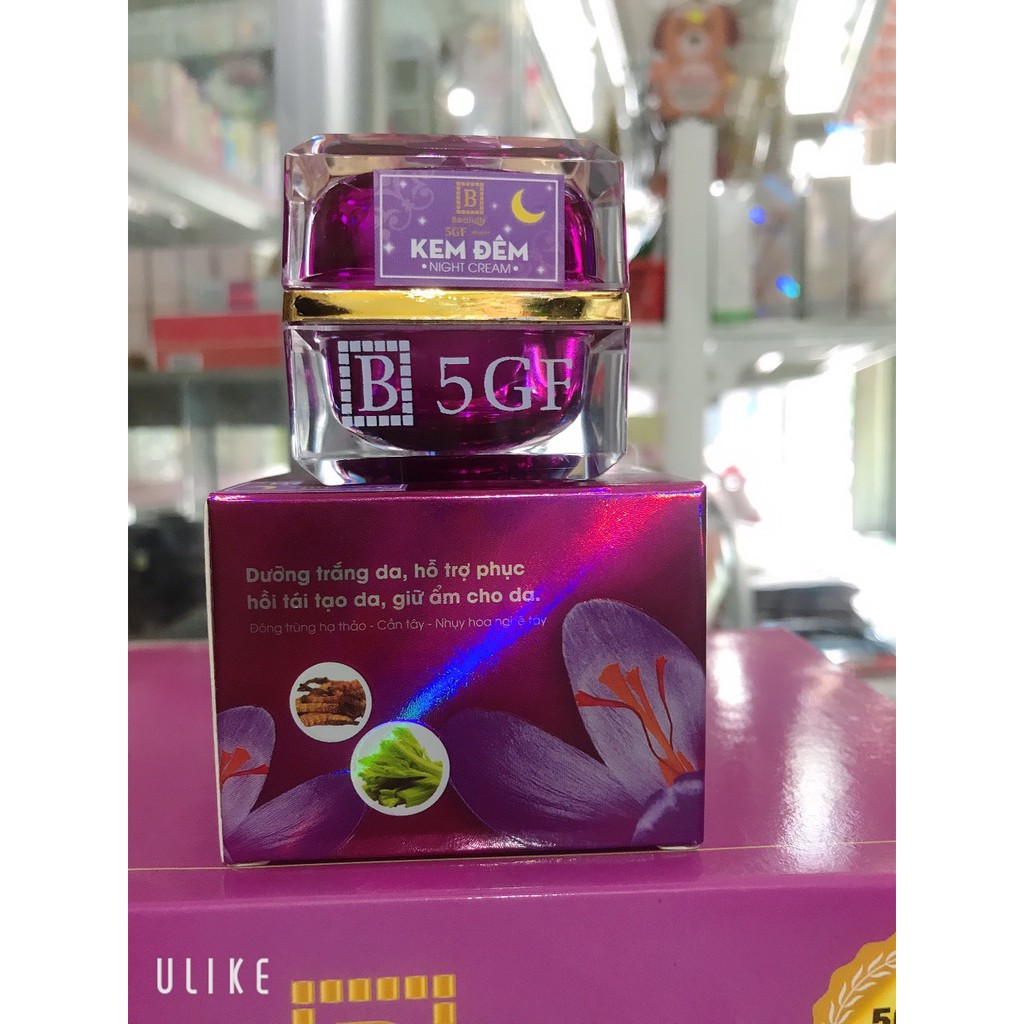 B
Beafully
5GF
KEM ĐÊM
• NIGHT CREAM •
B 5GF
Dưỡng trắng da, hỗ trợ phục
hồi tái tạo da, giữ ẩm cho da.
Đông trùng hạ thảo - Cần tây - Nhụy hoa nghệ tây
ULIKE